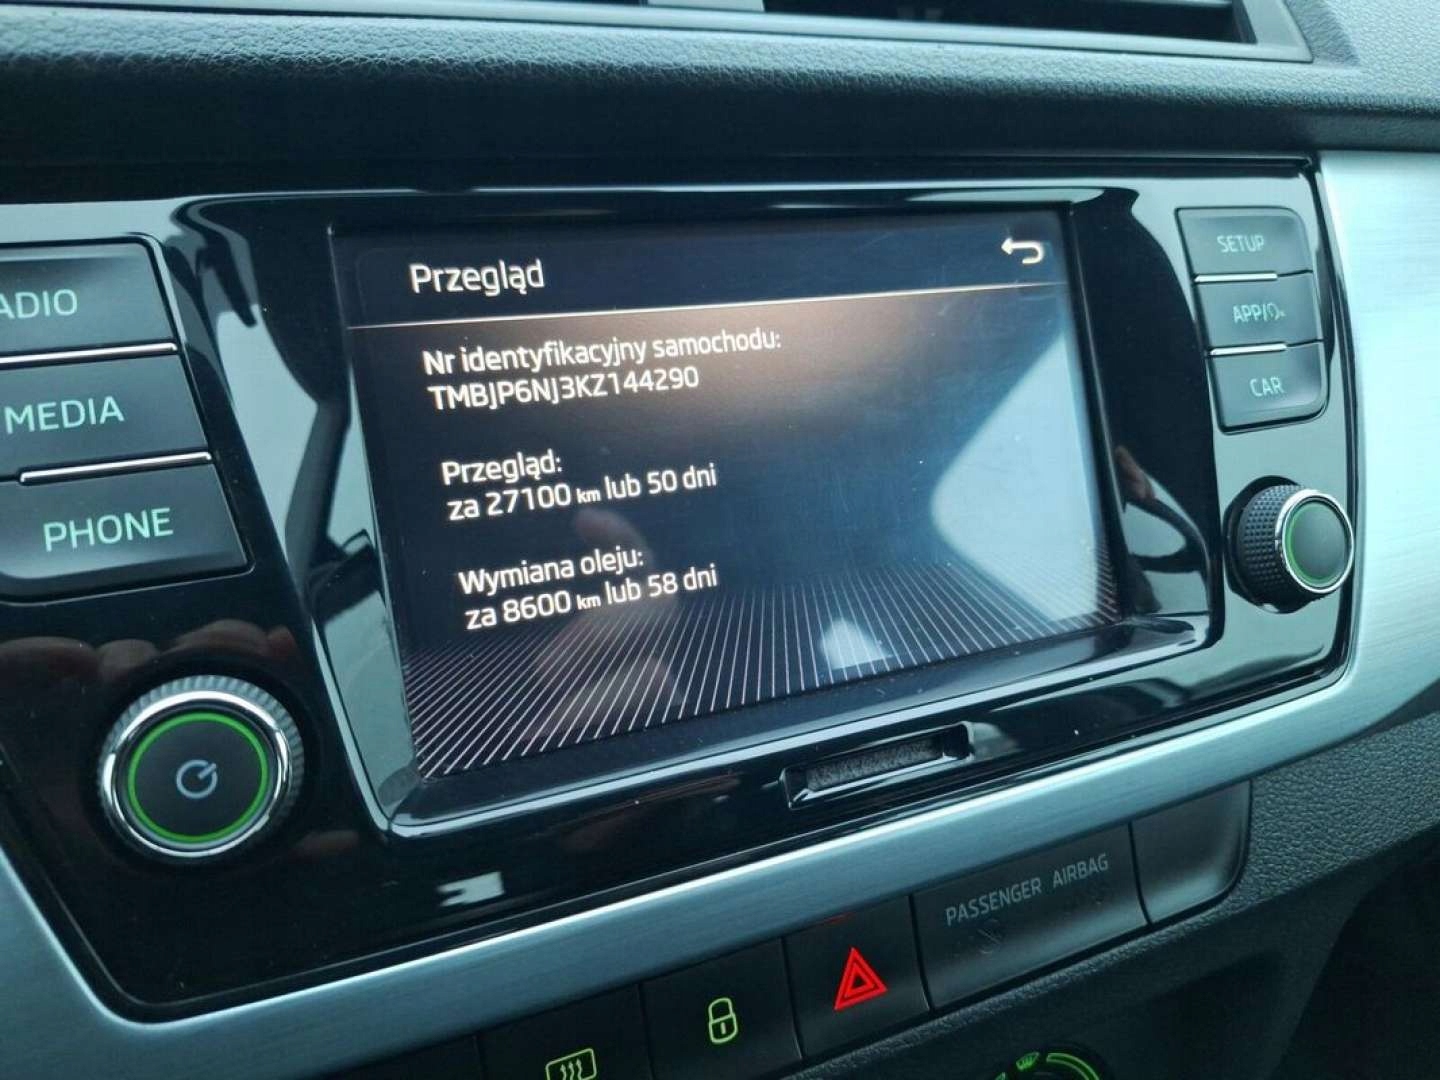 Przegląd
Nr identyfikacyjny samochodu:
TMBJP6NJ3KZ144290
Przegląd:
za 27100 km lub 50 dni
Wymiana oleju:
za 8600 km lub 58 dni
ADIO
MEDIA
PHONE
SETUP
APP/
CAR
PASSENGER AIRBAG